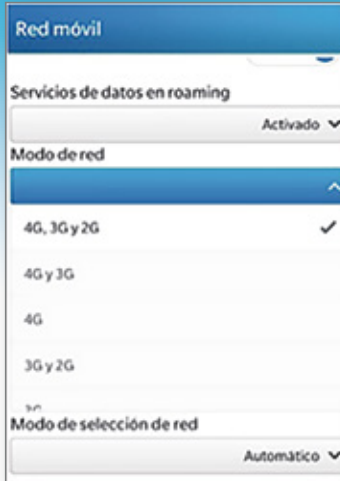 Red móvil
Servicios de datos en roaming
Activado
Modo de red
4G, 3G y 2G
4G y 3G
4G
3G y 2G
Modo de selección de red
Automático